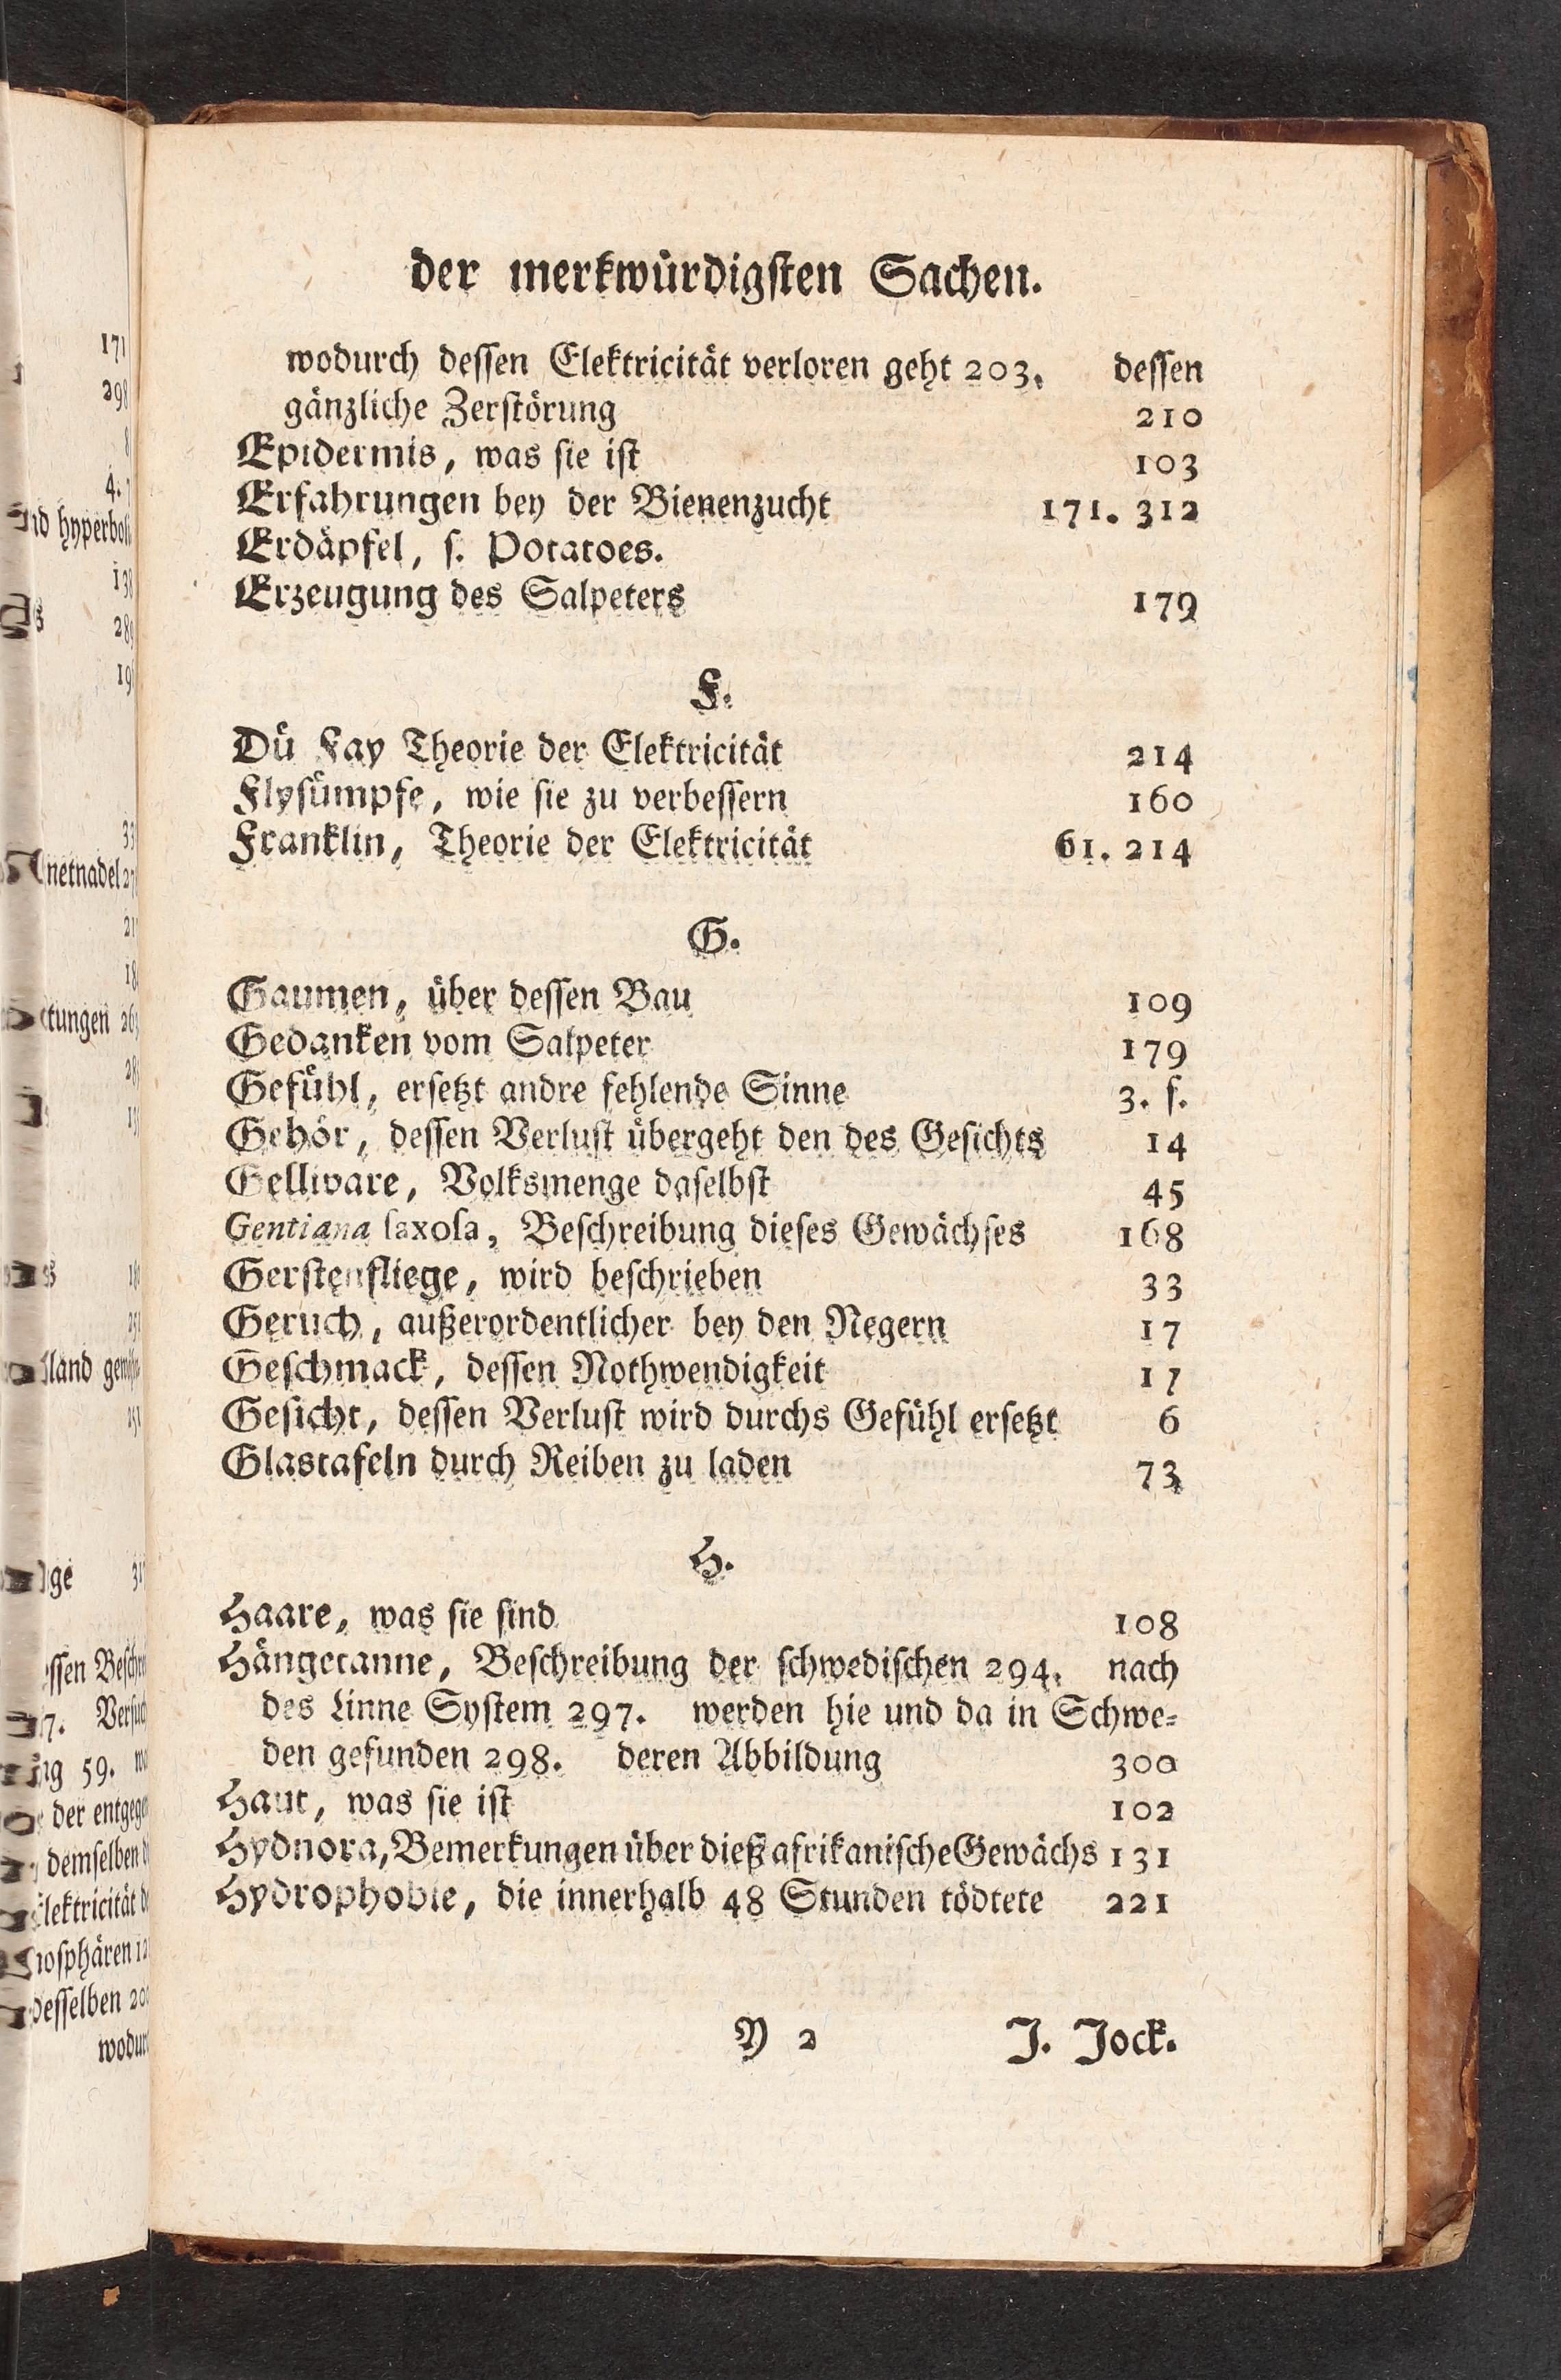 der merkwürdigsten Sachen.
wodurch dessen Elektricität verloren geht 203. dessen
gänzliche Zerstörung 210
Epidermis, was sie ist 103
Erfahrungen bey der Bienenzucht 171. 312
Erdäpfel, s. Potatoes.
Erzeugung des Salpeters 179
F.
Dü Fay Theorie der Elektricität 214
Flysümpfe, wie sie zu verbessern 160
Franklin, Theorie der Elektricität 61. 214
G.
Gaumen, über dessen Bau 109
Gedanken vom Salpeter 179
Gefühl, ersetzt andre fehlende Sinne 3. f.
Gehör, dessen Verlust übergeht den des Gesichts 14
Gelliware, Volksmenge daselbst 45
Gentiana saxosa, Beschreibung dieses Gewächses 168
Gerstenfliege, wird beschrieben 33
Geruch, außerordentlicher bey den Negern 17
Geschmack, dessen Nothwendigkeit 17
Gesicht, dessen Verlust wird durchs Gefühl ersetzt 6
Glastafeln durch Reiben zu laden 73
H.
Haare, was sie sind 108
Hängetanne, Beschreibung der schwedischen 294. nach
des Linne System 297. werden hie und da in Schwe-
den gefunden 298. deren Abbildung 300
Haut, was sie ist 102
Hydnora, Bemerkungen über dieß afrikanische Gewächs 131
Hydrophobie, die innerhalb 48 Stunden tödtete 221
Y 2 J. Jock.